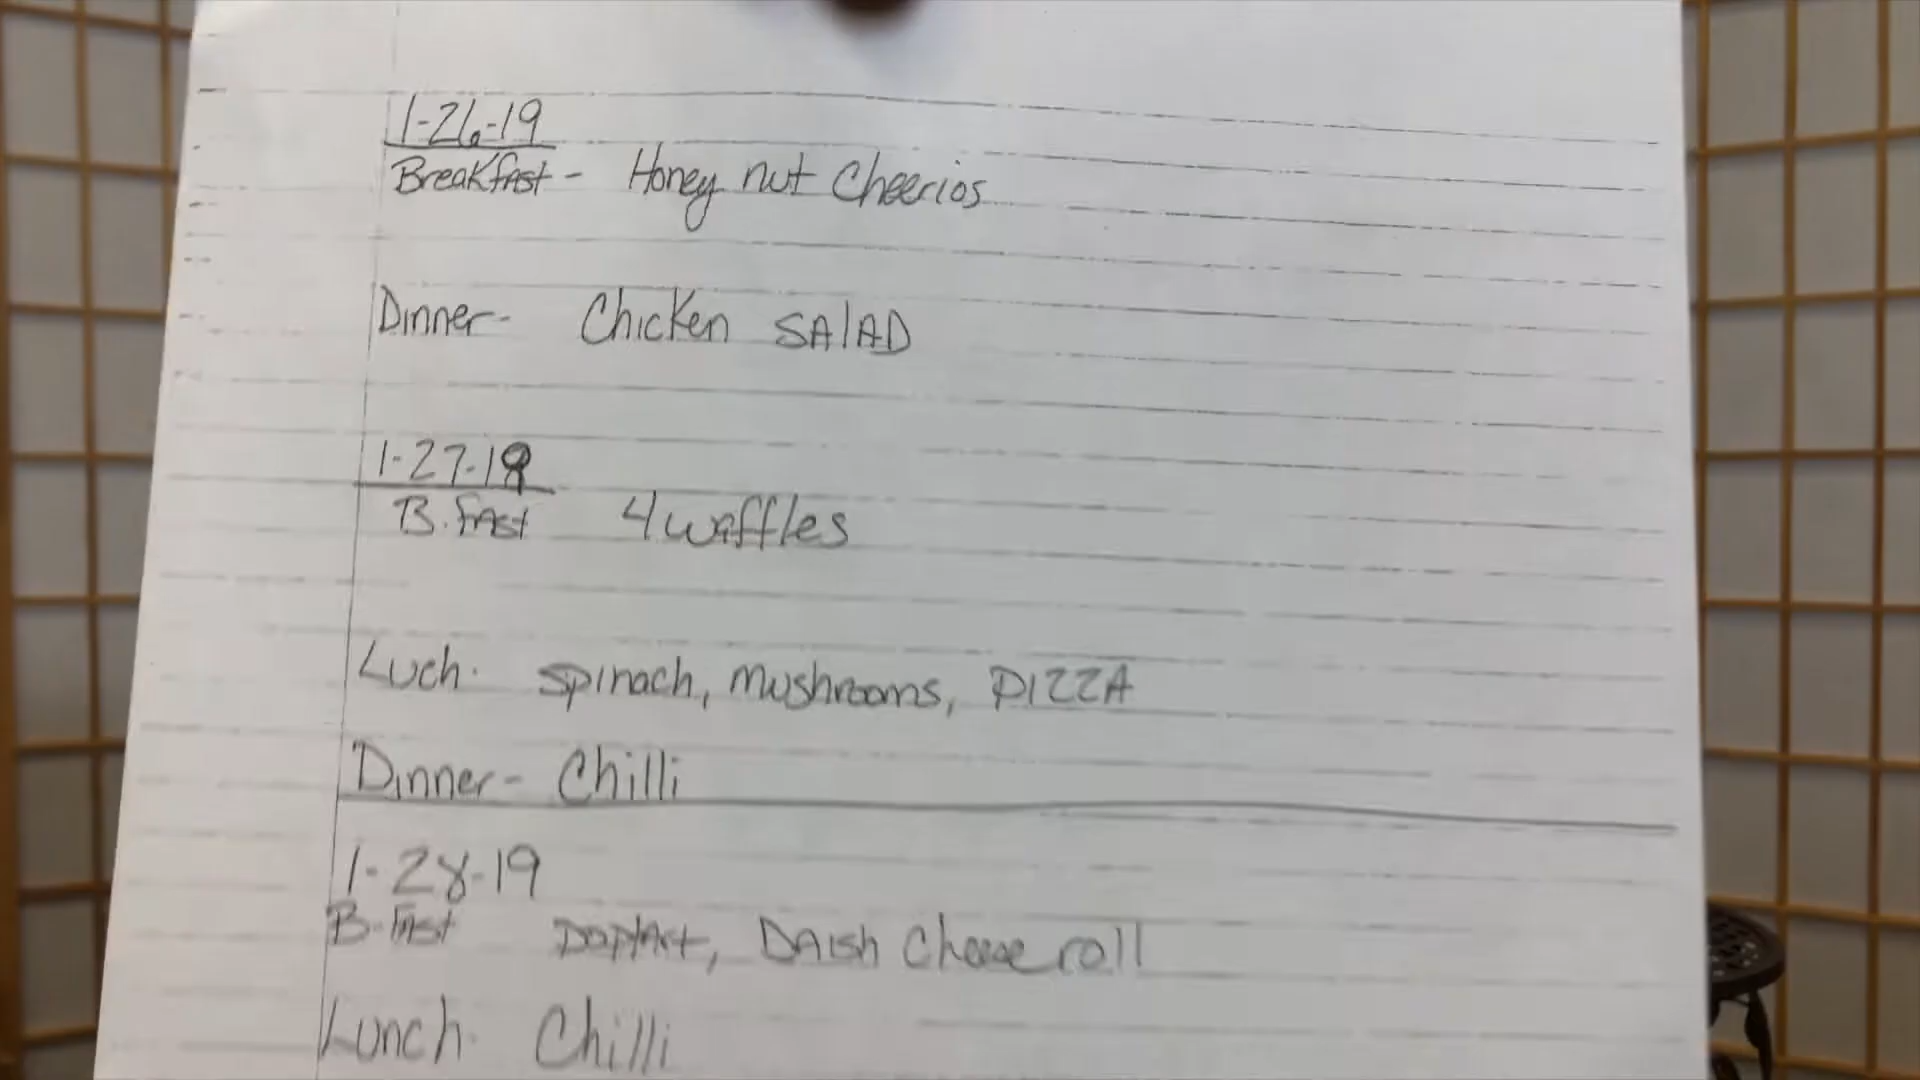 1-26-19
Breakfast - Honey nut Cheerios
Dinner- Chicken SALAD
1-27-19
B.fast 4 waffles
Luch. spinach, mushrooms, PIZZA
Dinner- Chilli
1-28-19
B-fast Poptart, DAish Cheese roll
Lunch. Chilli